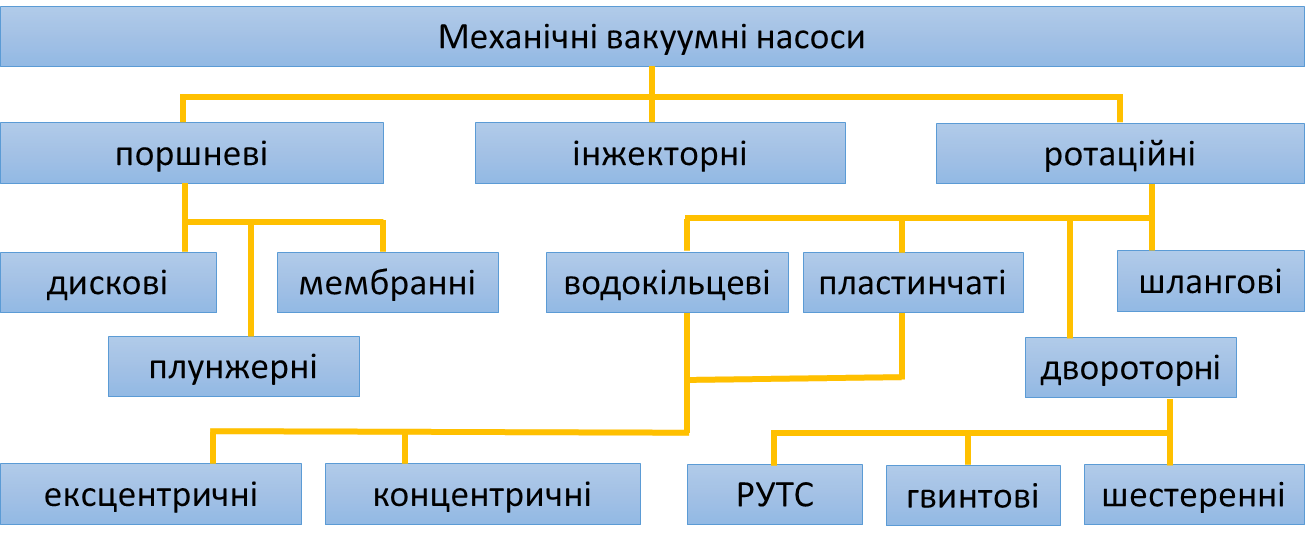 Механічні вакуумні насоси
поршневі
інжекторні
ротаційні
дискові
мембранні
водокільцеві
пластинчаті
шлангові
плунжерні
двороторні
ексцентричні
концентричні
РУТС
гвинтові
шестеренні